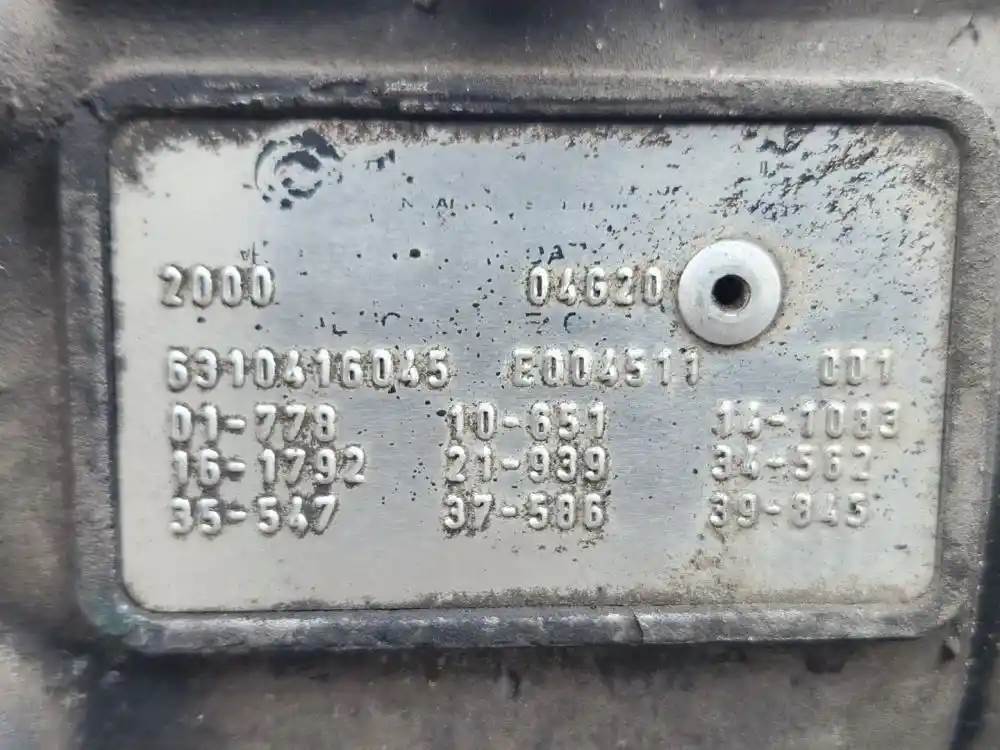 2000 04G20
6310416045 E004511 001
01-778 10-651 14-1083
16-1792 21-939 34-562
35-547 37-586 39-845